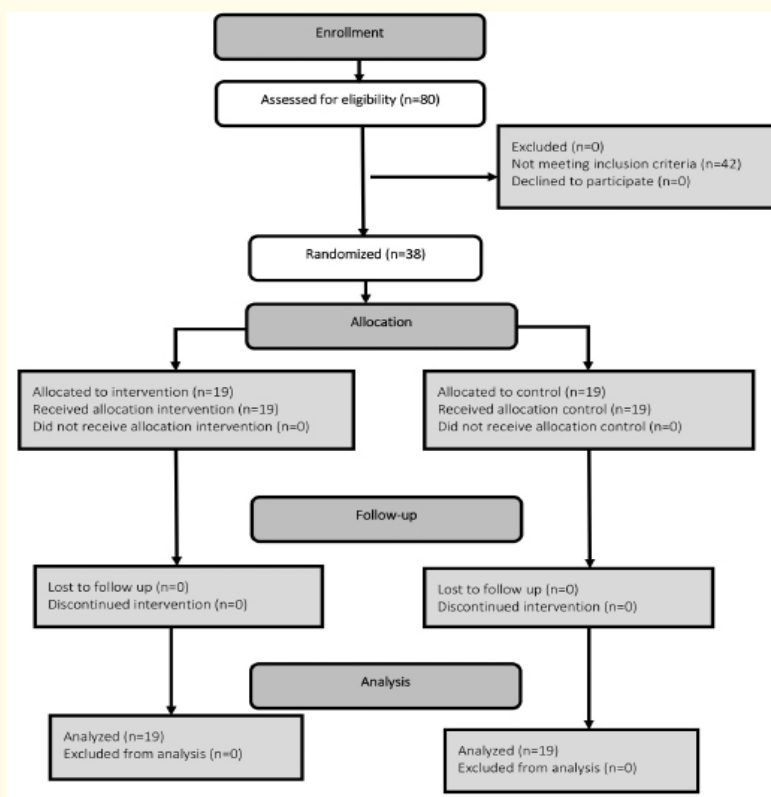 Enrollment
Assessed for eligibility (n=80)
Excluded (n=0)
Not meeting inclusion criteria (n=42)
Declined to participate (n=0)
Randomized (n=38)
Allocation
Allocated to intervention (n=19)
Received allocation intervention (n=19)
Did not receive allocation intervention (n=0)
Allocated to control (n=19)
Received allocation control (n=19)
Did not receive allocation control (n=0)
Follow-up
Lost to follow up (n=0)
Discontinued intervention (n=0)
Lost to follow up (n=0)
Discontinued intervention (n=0)
Analysis
Analyzed (n=19)
Excluded from analysis (n=0)
Analyzed (n=19)
Excluded from analysis (n=0)